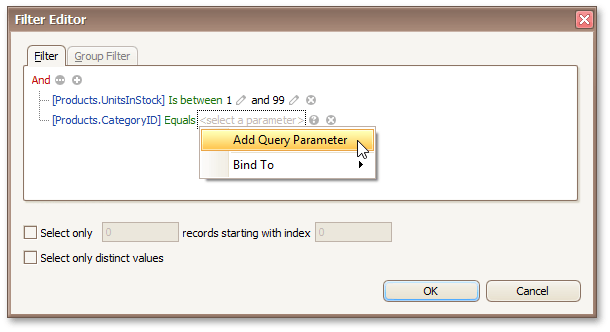 Filter Editor
Filter Group Filter
And
[Products.UnitsInStock] Is between 1 and 99
[Products.CategoryID] Equals <select a parameter> ?
Add Query Parameter
Bind To
Select only 0 records starting with index 0
Select only distinct values
OK Cancel